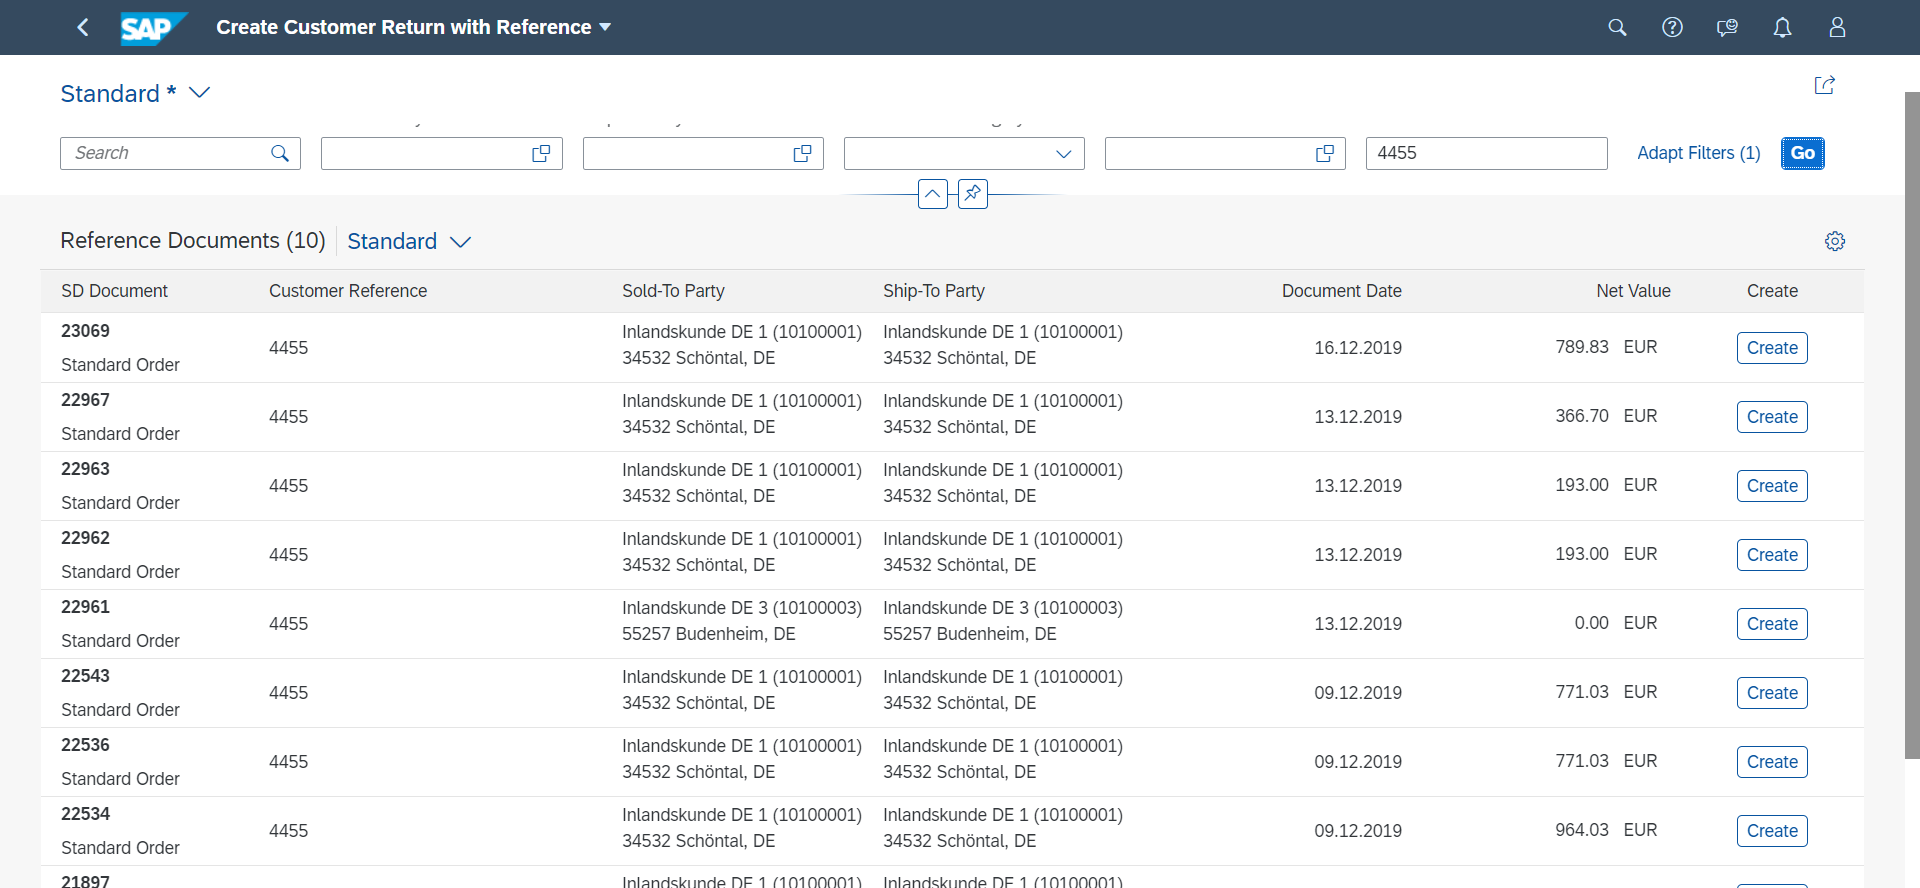 SAP Create Customer Return with Reference
Standard *
Search 4455 Adapt Filters (1) Go
Reference Documents (10) Standard
SD Document Customer Reference Sold-To Party Ship-To Party Document Date Net Value Create
23069 Standard Order 4455 Inlandskunde DE 1 (10100001) 34532 Schöntal, DE Inlandskunde DE 1 (10100001) 34532 Schöntal, DE 16.12.2019 789.83 EUR Create
22967 Standard Order 4455 Inlandskunde DE 1 (10100001) 34532 Schöntal, DE Inlandskunde DE 1 (10100001) 34532 Schöntal, DE 13.12.2019 366.70 EUR Create
22963 Standard Order 4455 Inlandskunde DE 1 (10100001) 34532 Schöntal, DE Inlandskunde DE 1 (10100001) 34532 Schöntal, DE 13.12.2019 193.00 EUR Create
22962 Standard Order 4455 Inlandskunde DE 1 (10100001) 34532 Schöntal, DE Inlandskunde DE 1 (10100001) 34532 Schöntal, DE 13.12.2019 193.00 EUR Create
22961 Standard Order 4455 Inlandskunde DE 3 (10100003) 55257 Budenheim, DE Inlandskunde DE 3 (10100003) 55257 Budenheim, DE 13.12.2019 0.00 EUR Create
22543 Standard Order 4455 Inlandskunde DE 1 (10100001) 34532 Schöntal, DE Inlandskunde DE 1 (10100001) 34532 Schöntal, DE 09.12.2019 771.03 EUR Create
22536 Standard Order 4455 Inlandskunde DE 1 (10100001) 34532 Schöntal, DE Inlandskunde DE 1 (10100001) 34532 Schöntal, DE 09.12.2019 771.03 EUR Create
22534 Standard Order 4455 Inlandskunde DE 1 (10100001) 34532 Schöntal, DE Inlandskunde DE 1 (10100001) 34532 Schöntal, DE 09.12.2019 964.03 EUR Create
21897 Inlandskunde DE 1 (10100001) Inlandskunde DE 1 (10100001)